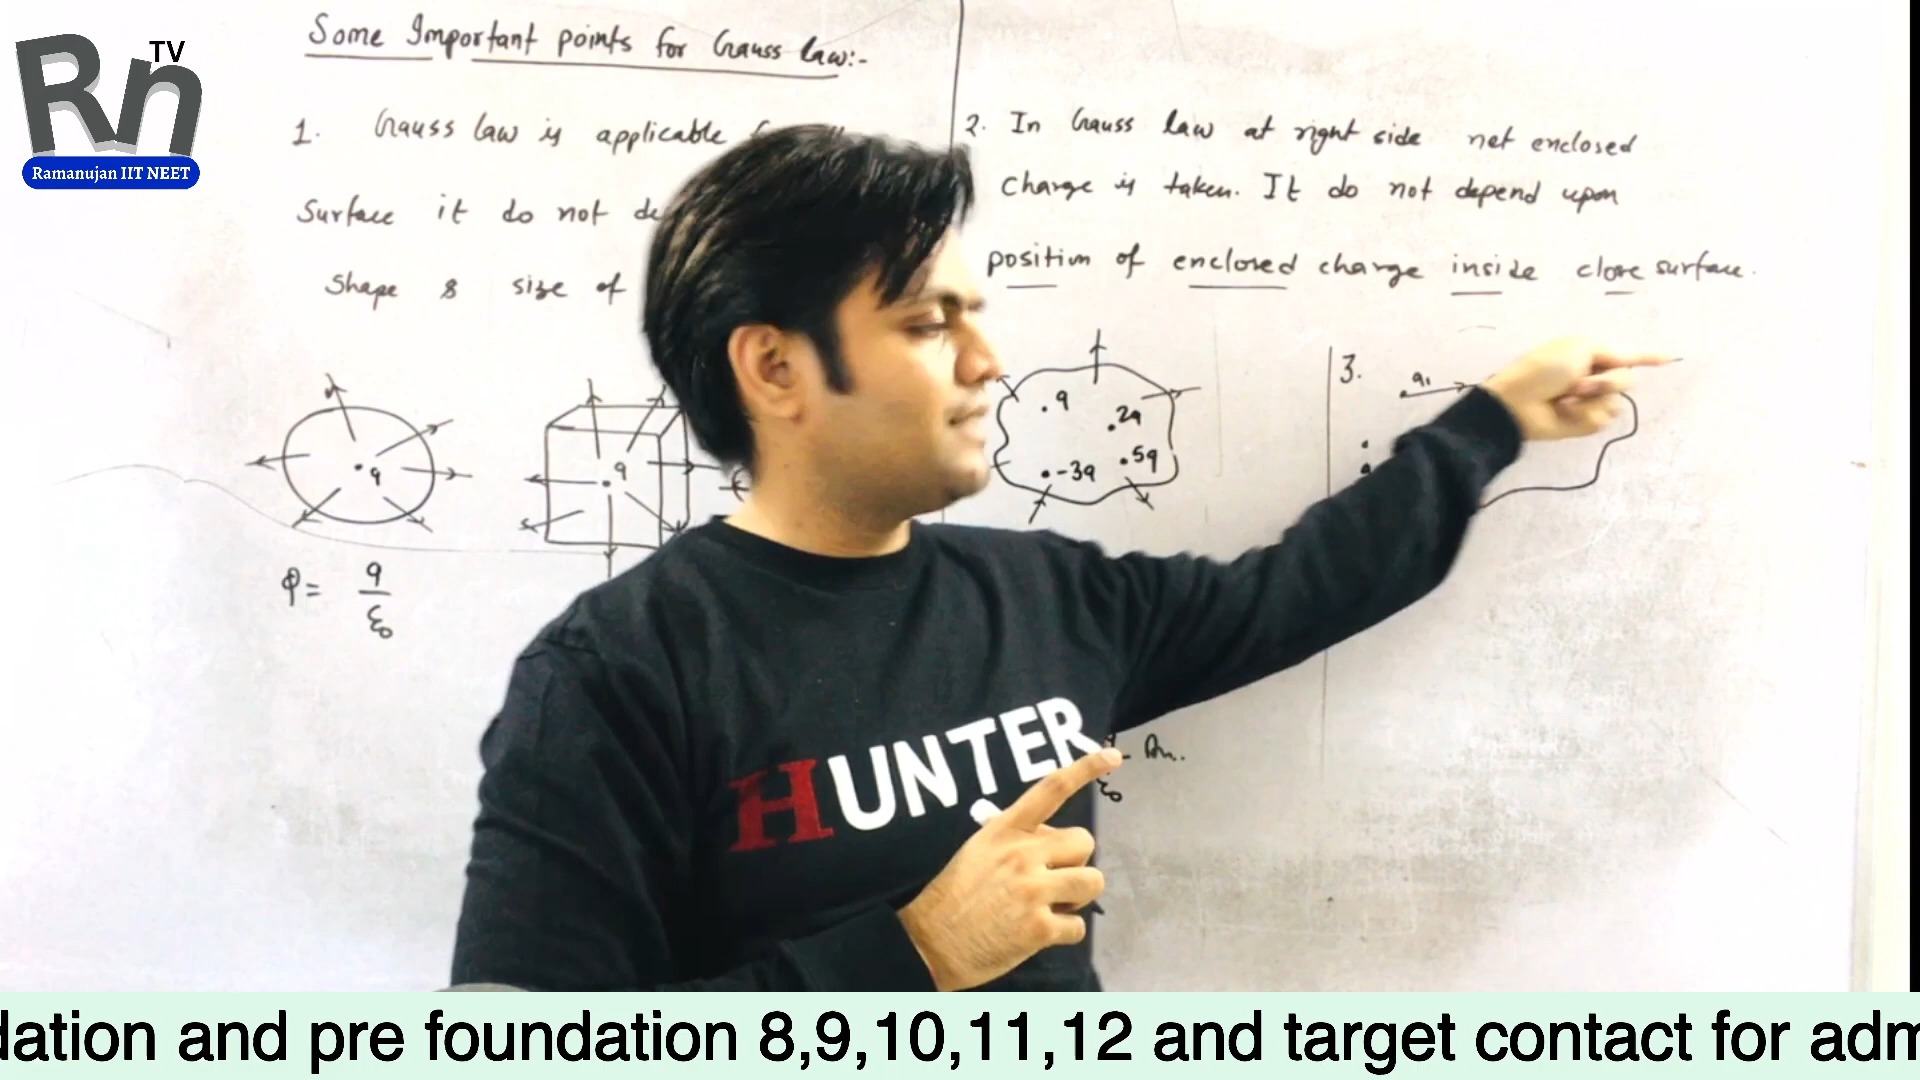 Rn TV
Ramanujan IIT NEET
Some Important points for Gauss law:-
1. Gauss law is applicable
surface it do not
shape & size of
q
q
φ = q/ε₀
2. In Gauss law at right side net enclosed
charge is taken. It do not depend upon
position of enclosed charge inside close surface.
.q
.2q
.-3q
.5q
3.
q₁
ε₀
HUNTER
dation and pre foundation 8,9,10,11,12 and target contact for adm